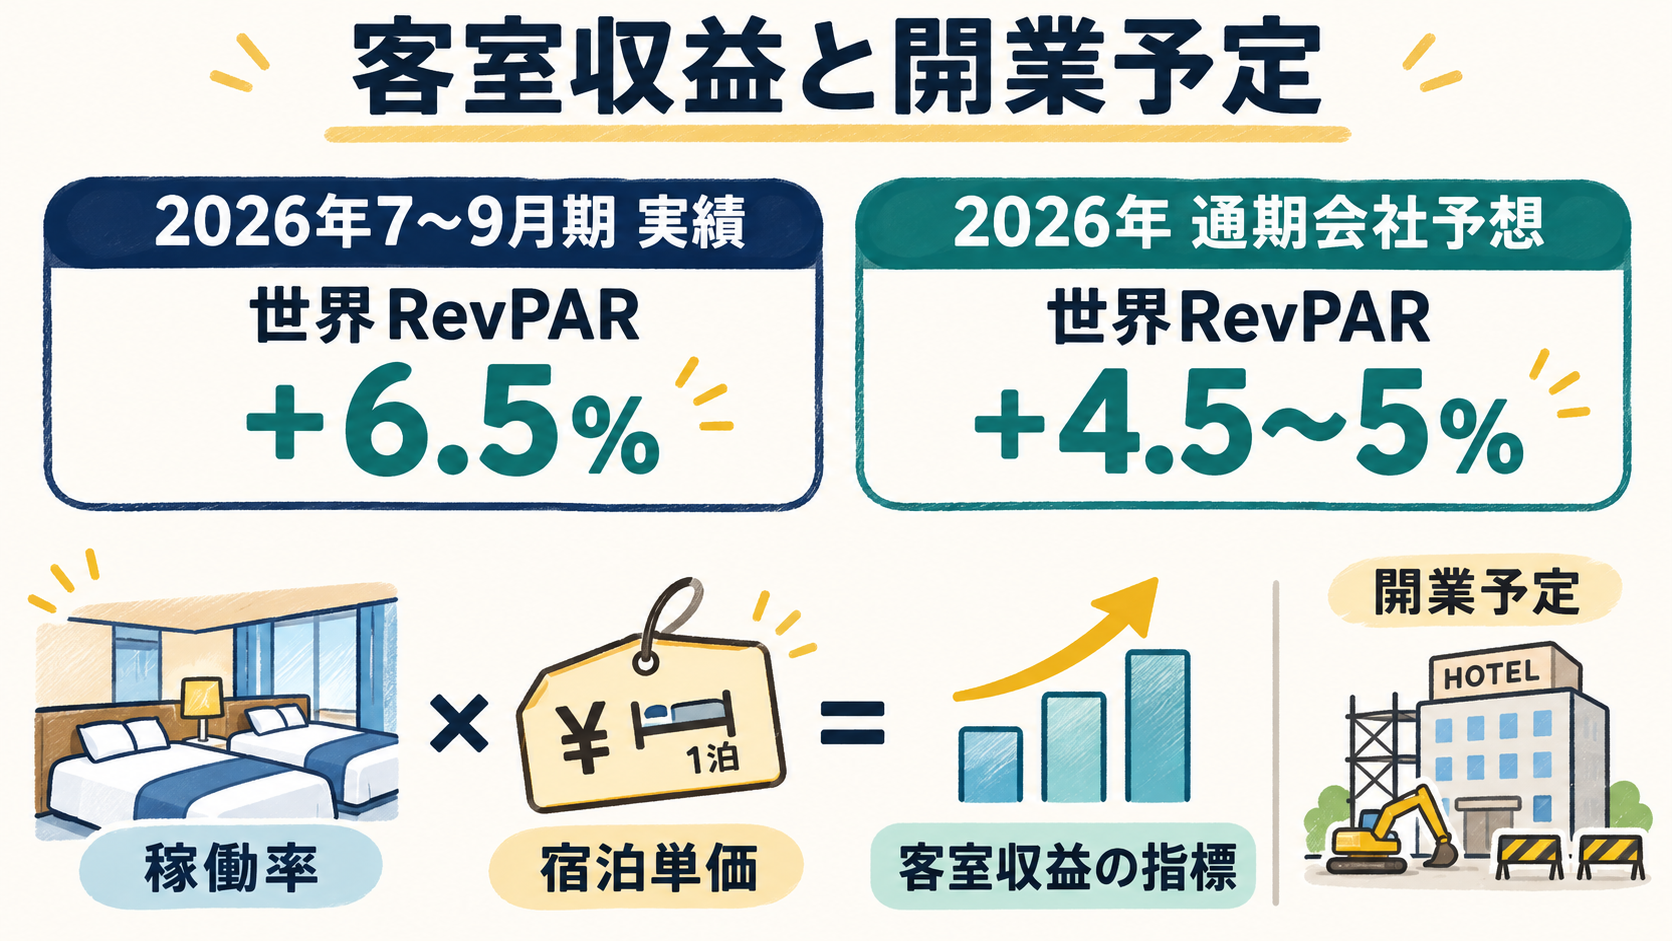 客室収益と開業予定
2026年7〜9月期 実績
世界RevPAR
+6.5%
2026年 通期会社予想
世界RevPAR
+4.5〜5%
¥
1泊
×
=
稼働率
宿泊単価
客室収益の指標
開業予定
HOTEL